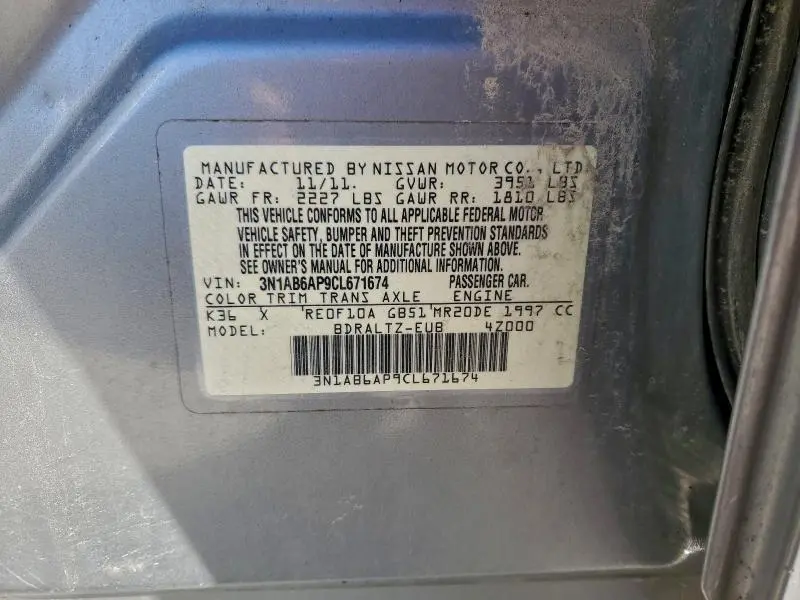 MANUFACTURED BY NISSAN MOTOR CO., LTD
DATE: 11/11. GVWR: 3951 LBS
GAWR FR: 2227 LBS GAWR RR: 1810 LBS
THIS VEHICLE CONFORMS TO ALL APPLICABLE FEDERAL MOTOR
VEHICLE SAFETY, BUMPER AND THEFT PREVENTION STANDARDS
IN EFFECT ON THE DATE OF MANUFACTURE SHOWN ABOVE.
SEE OWNER'S MANUAL FOR ADDITIONAL INFORMATION.
VIN: 3N1AB6AP9CL671674 PASSENGER CAR.
COLOR TRIM TRANS AXLE ENGINE
K36 X 'RE0F10A GB51'MR20DE 1997 CC
MODEL: BDRALTZ-EUB 4Z000
3N1AB6AP9CL671674